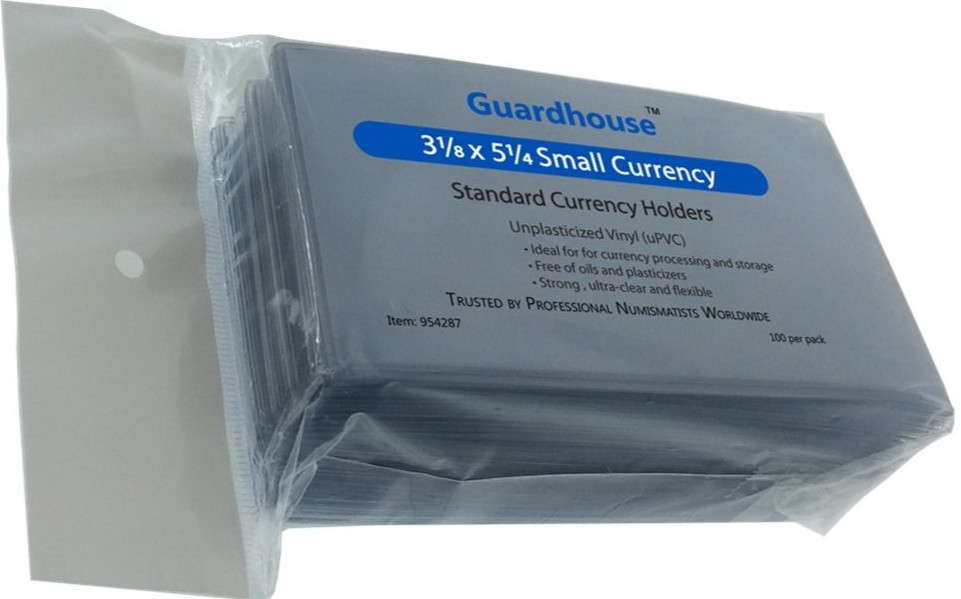 Guardhouse™
3⅛ x 5¼ Small Currency
Standard Currency Holders
Unplasticized Vinyl (uPVC)
• Ideal for for currency processing and storage
• Free of oils and plasticizers
• Strong , ultra-clear and flexible
TRUSTED BY PROFESSIONAL NUMISMATISTS WORLDWIDE
Item: 954287
100 per pack